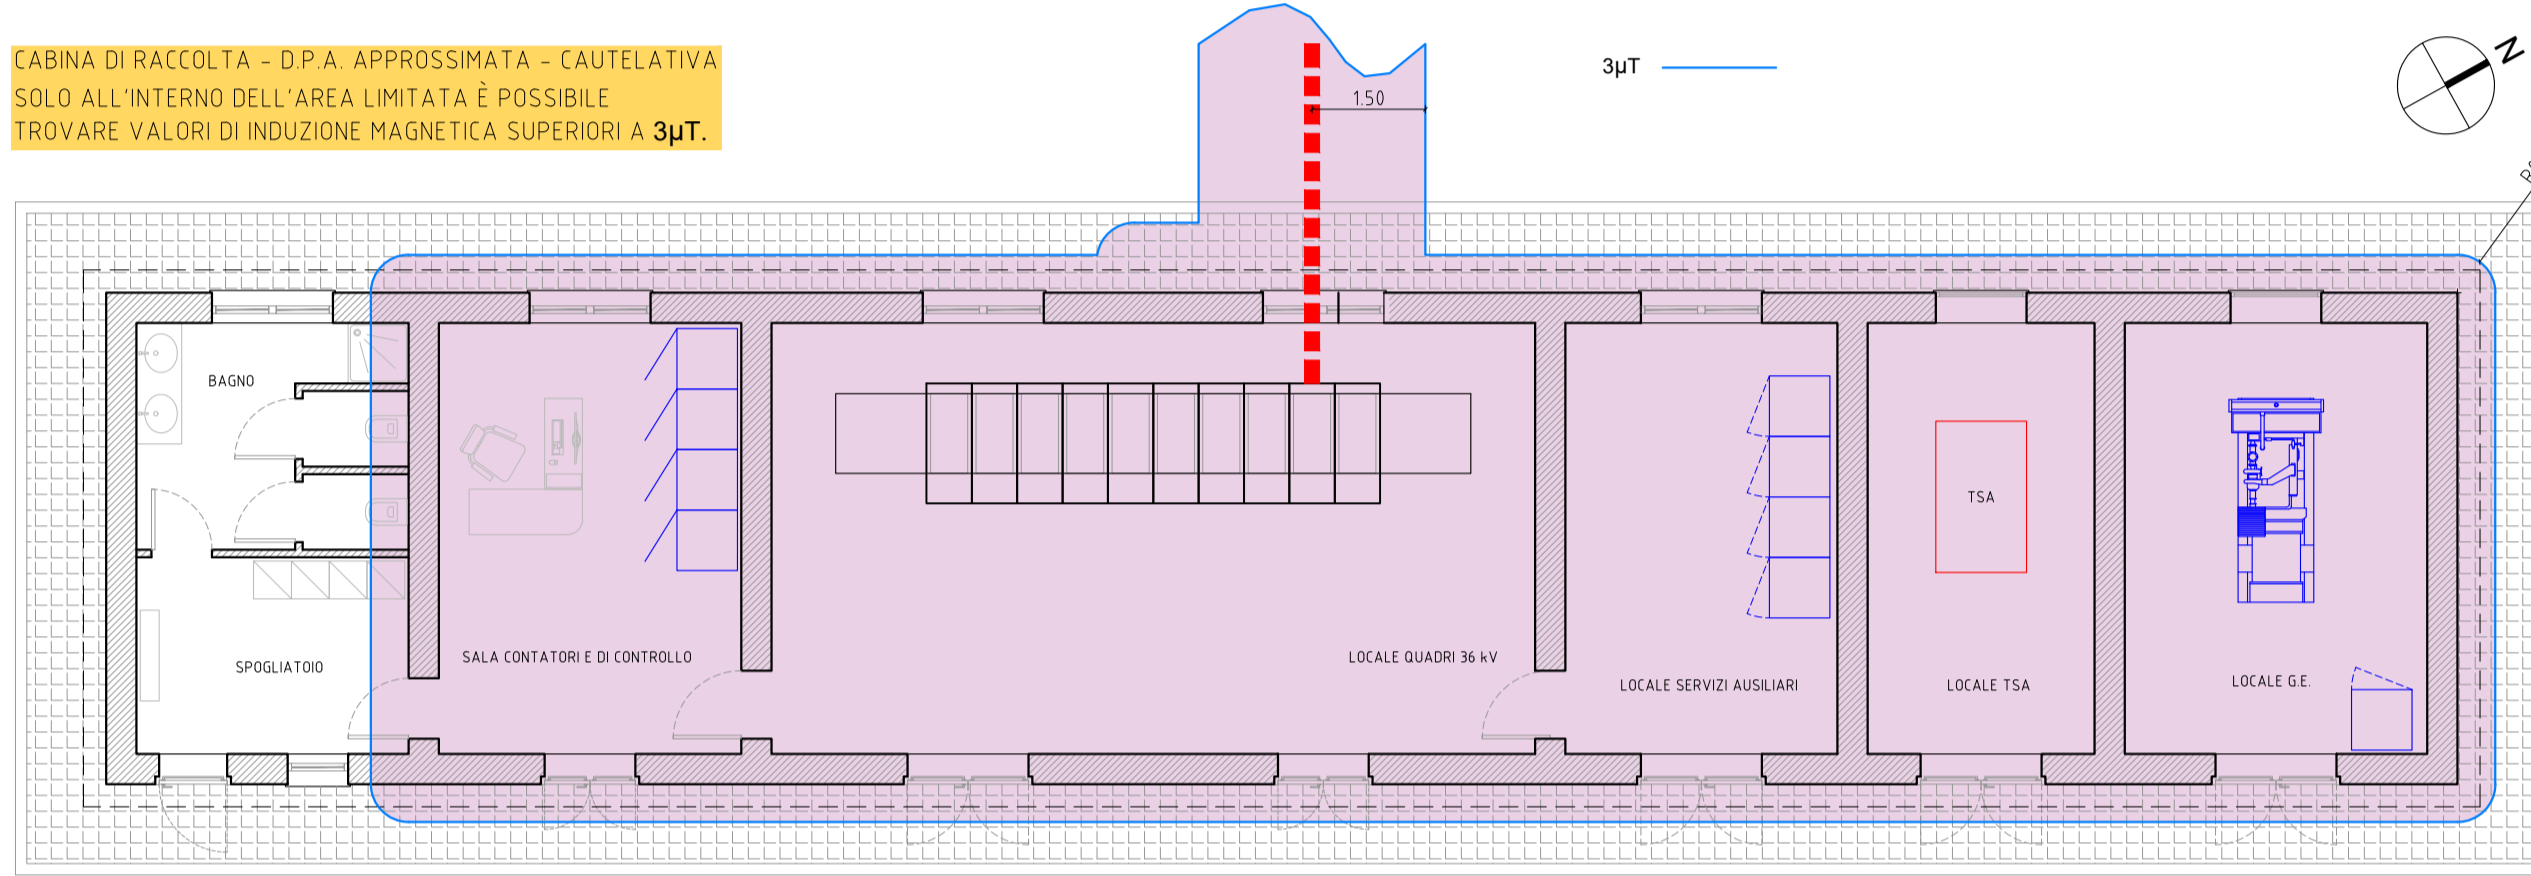 CABINA DI RACCOLTA - D.P.A. APPROSSIMATA - CAUTELATIVA
SOLO ALL'INTERNO DELL'AREA LIMITATA È POSSIBILE
TROVARE VALORI DI INDUZIONE MAGNETICA SUPERIORI A 3µT.
3µT
N
1.50
BAGNO
TSA
SPOGLIATOIO
SALA CONTATORI E DI CONTROLLO
LOCALE QUADRI 36 kV
LOCALE SERVIZI AUSILIARI
LOCALE TSA
LOCALE G.E.